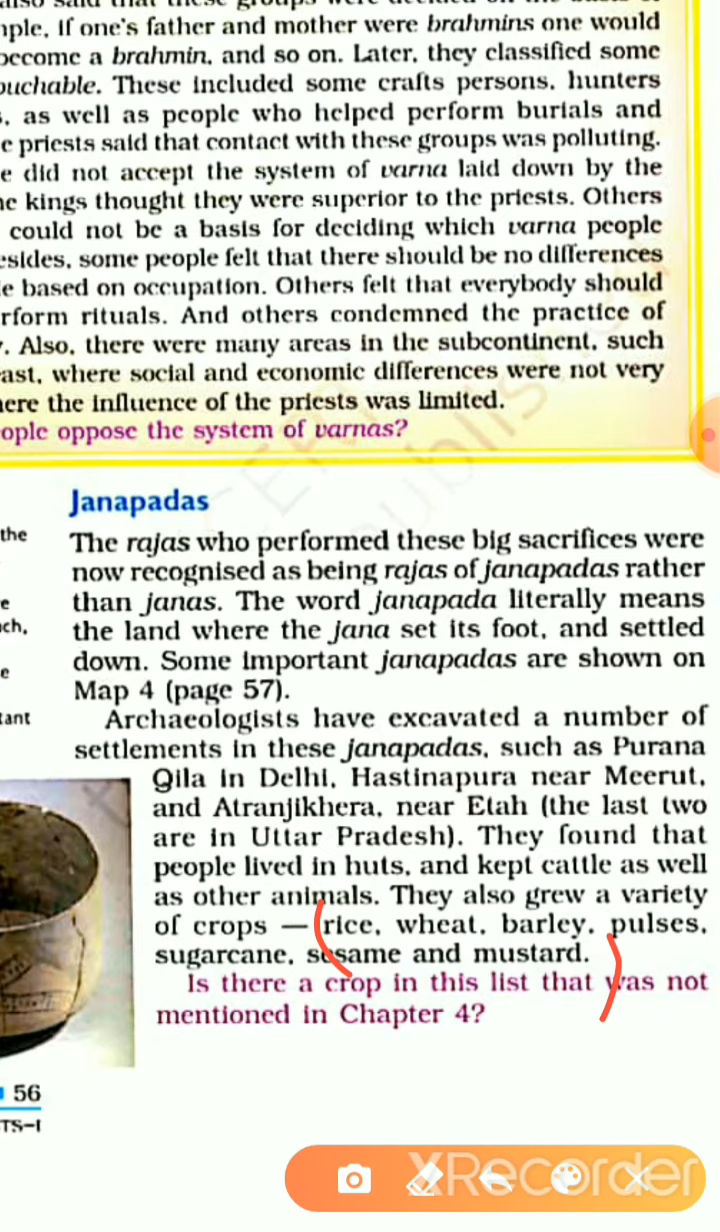 mple, if one's father and mother were brahmins one would
become a brahmin, and so on. Later, they classified some
ouchable. These included some crafts persons, hunters
s, as well as people who helped perform burials and
e priests said that contact with these groups was polluting.
e did not accept the system of varna laid down by the
ne kings thought they were superior to the priests. Others
could not be a basis for deciding which varna people
esides, some people felt that there should be no differences
le based on occupation. Others felt that everybody should
rform rituals. And others condemned the practice of
y. Also, there were many areas in the subcontinent, such
ast, where social and economic differences were not very
here the influence of the priests was limited.
ople oppose the system of varnas?
Janapadas
The rajas who performed these big sacrifices were
now recognised as being rajas of janapadas rather
than janas. The word janapada literally means
the land where the jana set its foot, and settled
down. Some important janapadas are shown on
Map 4 (page 57).
Archaeologists have excavated a number of
settlements in these janapadas, such as Purana
Qila in Delhi, Hastinapura near Meerut,
and Atranjikhera, near Etah (the last two
are in Uttar Pradesh). They found that
people lived in huts, and kept cattle as well
as other animals. They also grew a variety
of crops — rice, wheat, barley, pulses,
sugarcane, sesame and mustard.
Is there a crop in this list that was not
mentioned in Chapter 4?
the
e
ach,
e
tant
56
TS–I
XRecorder